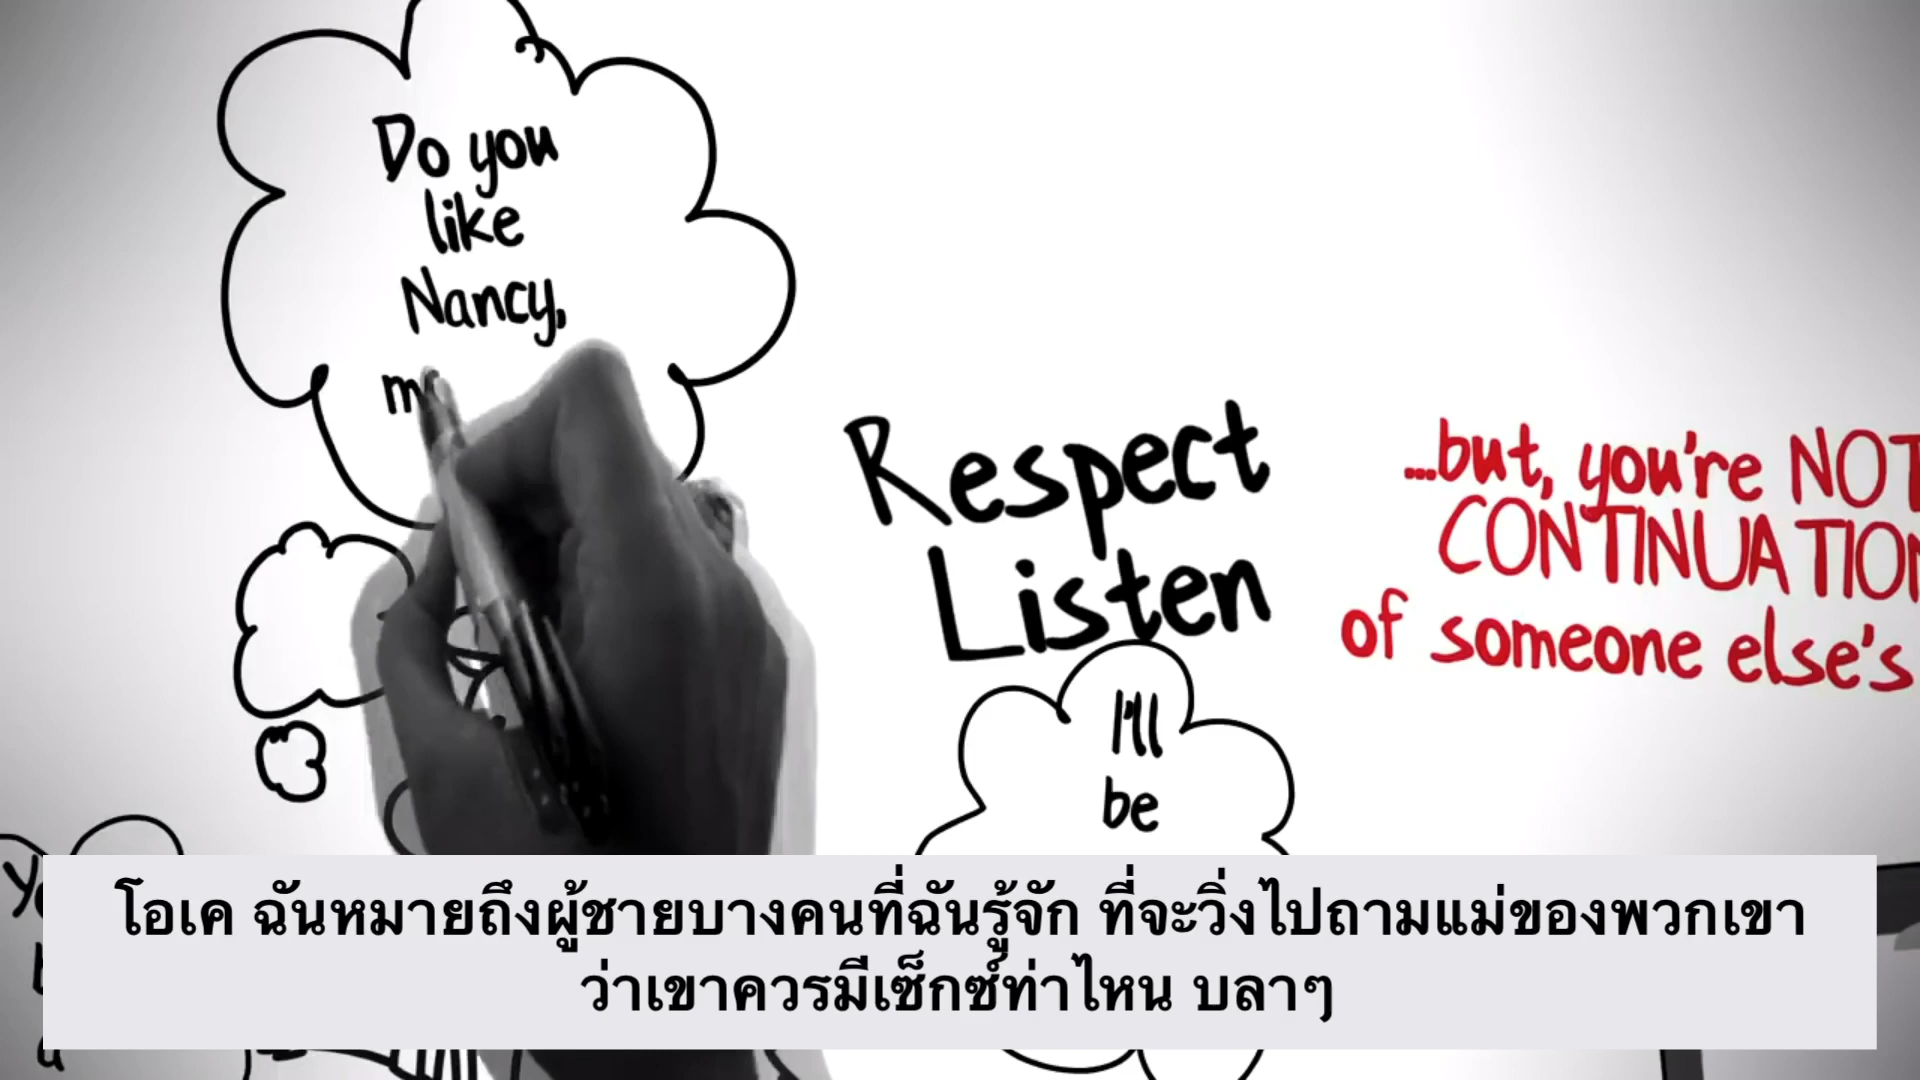 Do you
like
Nancy,
Respect
Listen
...but, you're NOT
CONTINUATION
of someone else's
I'll
be
โอเค ฉันหมายถึงผู้ชายบางคนที่ฉันรู้จัก ที่จะวิ่งไปถามแม่ของพวกเขา
ว่าเขาควรมีเซ็กซ์ท่าไหน บลาๆ